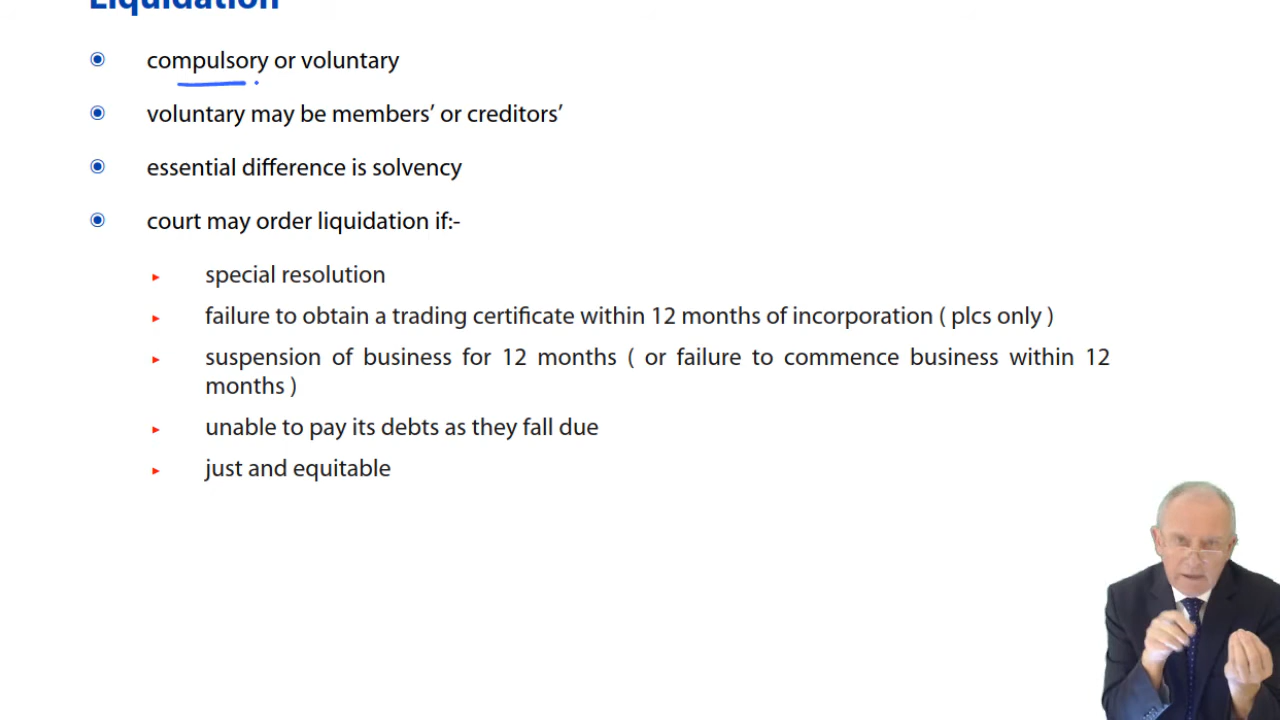 Liquidation
compulsory or voluntary
voluntary may be members’ or creditors’
essential difference is solvency
court may order liquidation if:-
special resolution
failure to obtain a trading certificate within 12 months of incorporation ( plcs only )
suspension of business for 12 months ( or failure to commence business within 12
months )
unable to pay its debts as they fall due
just and equitable